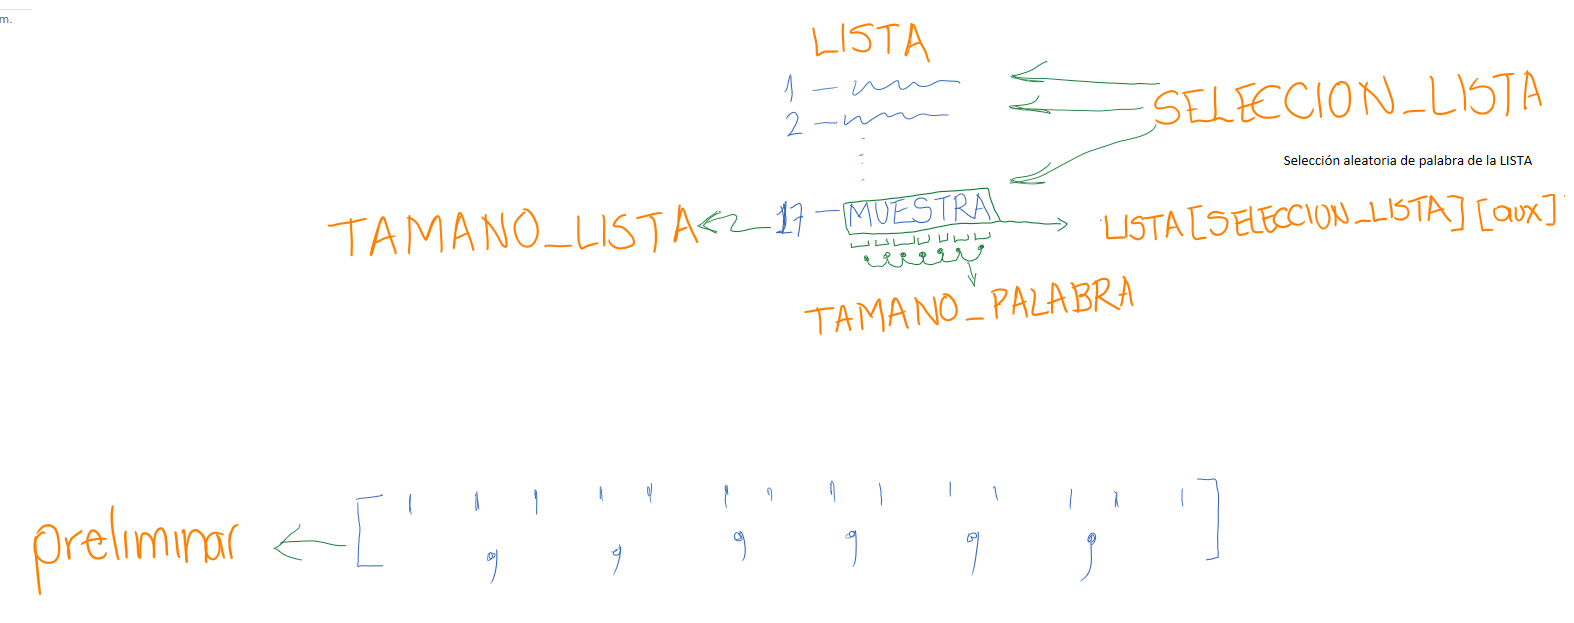 m.
LISTA
1 -
2 -
SELECCION_LISTA
Selección aleatoria de palabra de la LISTA
TAMANO_LISTA
17 - MUESTRA
LISTA[SELECCION_LISTA][aux]
TAMANO_PALABRA
preliminar
[ ' ' , ' ' , ' ' , ' ' , ' ' , ' ' , ' ' ]